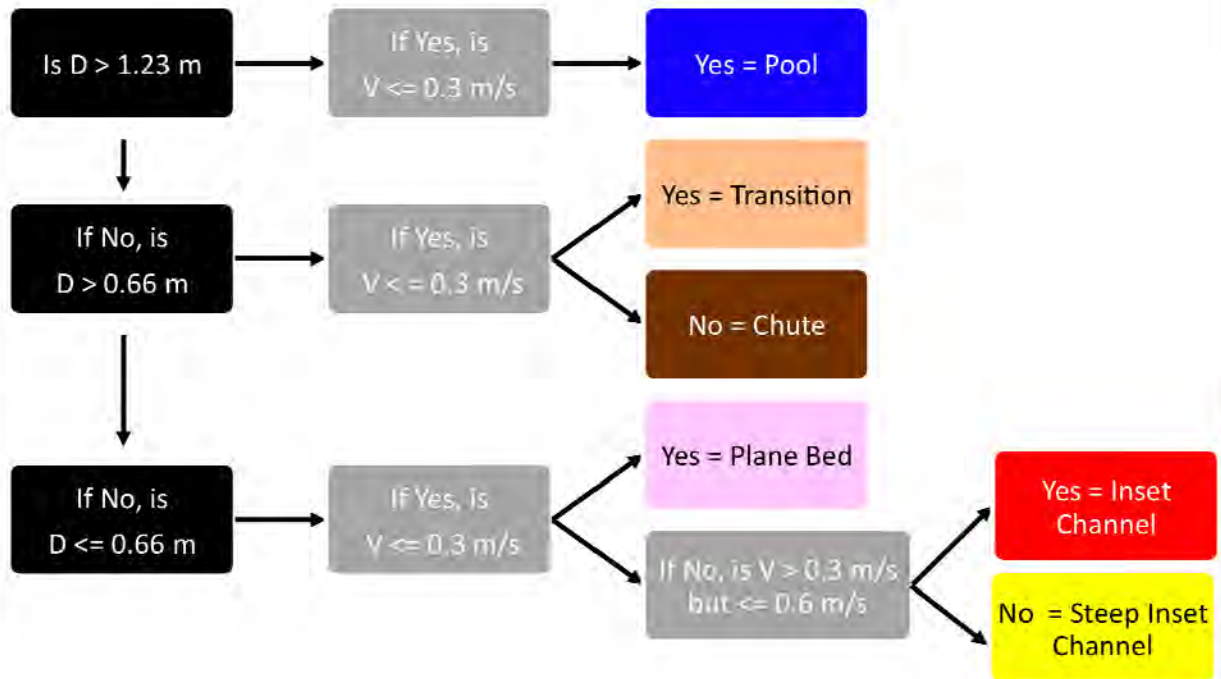 Is D > 1.23 m
If Yes, is
V <= 0.3 m/s
Yes = Pool
If No, is
D > 0.66 m
If Yes, is
V <= 0.3 m/s
Yes = Transition
No = Chute
If No, is
D <= 0.66 m
If Yes, is
V <= 0.3 m/s
Yes = Plane Bed
If No, is V > 0.3 m/s
but <= 0.6 m/s
Yes = Inset
Channel
No = Steep Inset
Channel